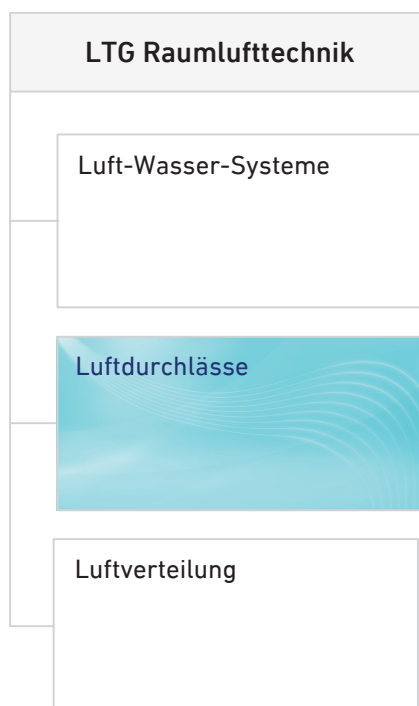 LTG Raumlufttechnik
Luft-Wasser-Systeme
Luftdurchlässe
Luftverteilung